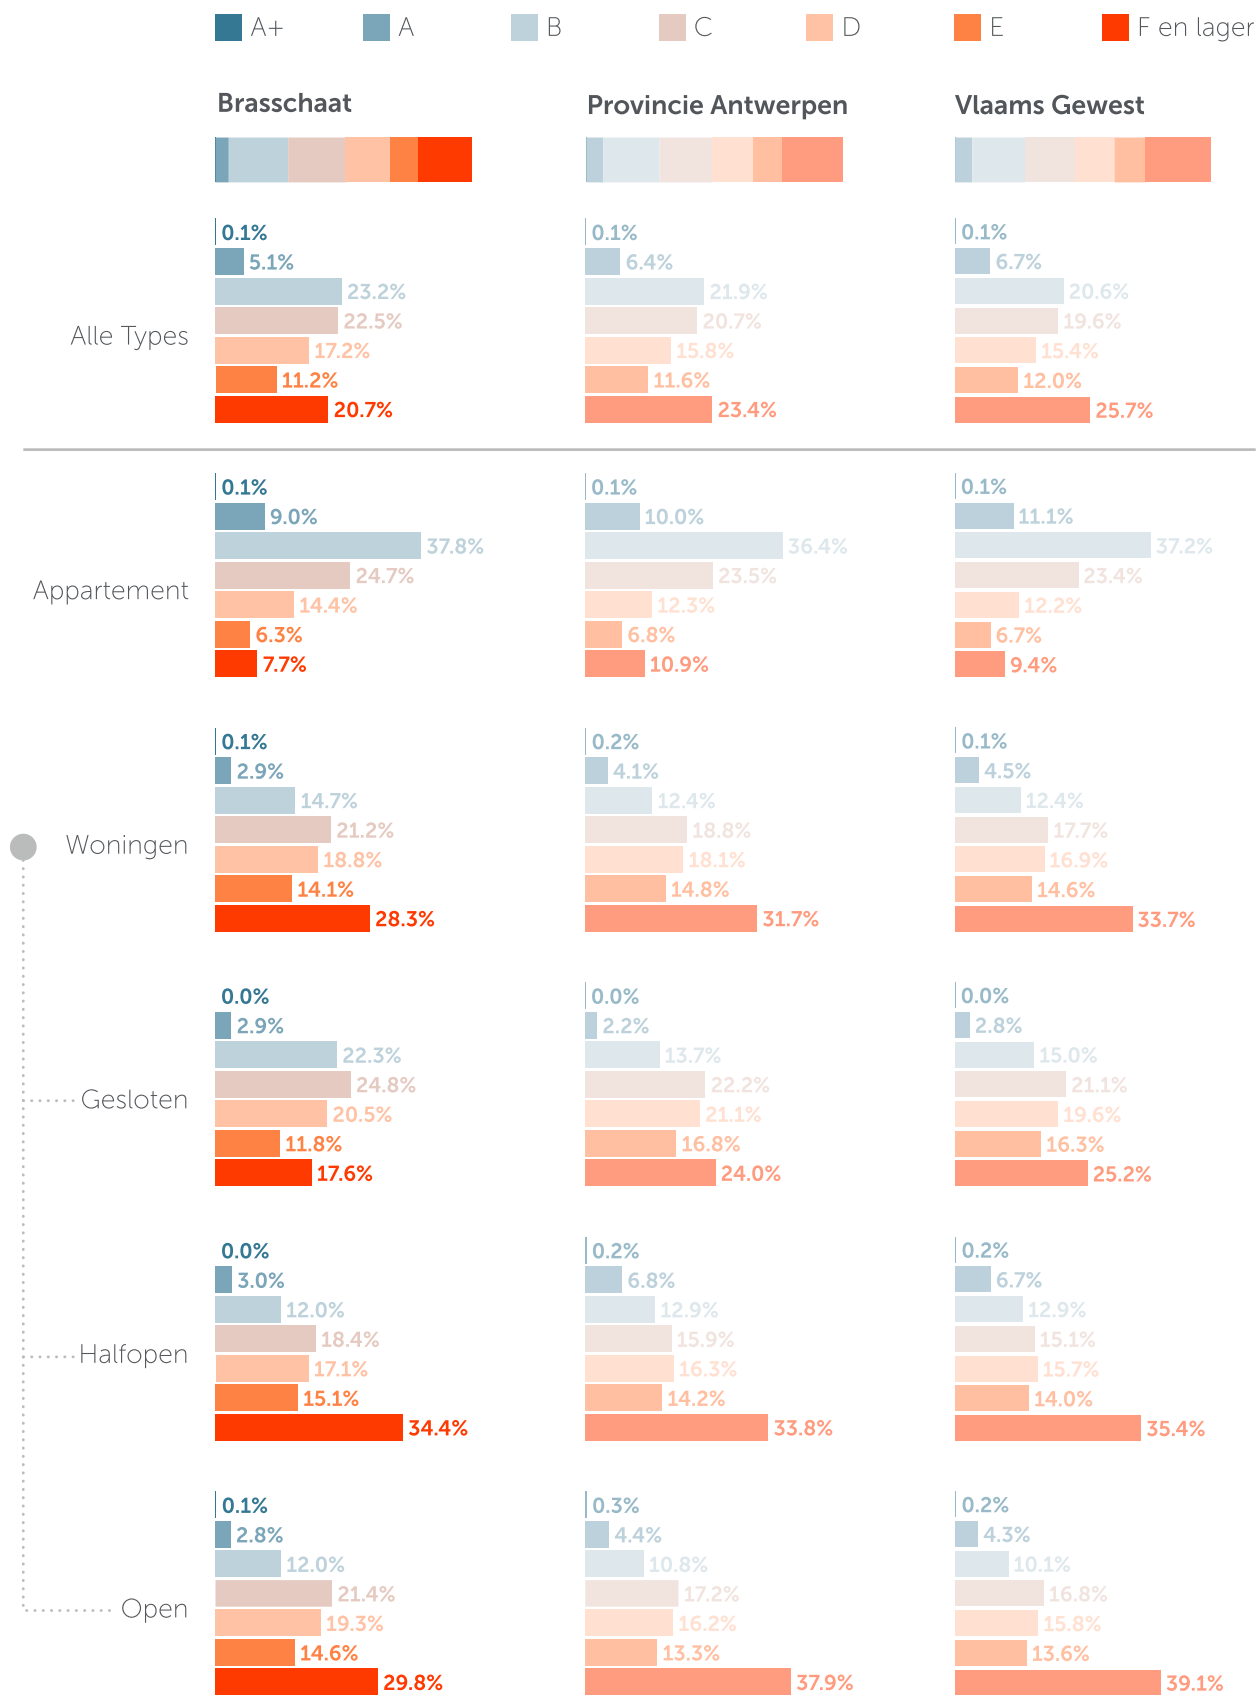 A+ A B C D E F en lager
Brasschaat Provincie Antwerpen Vlaams Gewest
Alle Types
0.1% 0.1% 0.1%
5.1% 6.4% 6.7%
23.2% 21.9% 20.6%
22.5% 20.7% 19.6%
17.2% 15.8% 15.4%
11.2% 11.6% 12.0%
20.7% 23.4% 25.7%
Appartement
0.1% 0.1% 0.1%
9.0% 10.0% 11.1%
37.8% 36.4% 37.2%
24.7% 23.5% 23.4%
14.4% 12.3% 12.2%
6.3% 6.8% 6.7%
7.7% 10.9% 9.4%
Woningen
0.1% 0.2% 0.1%
2.9% 4.1% 4.5%
14.7% 12.4% 12.4%
21.2% 18.8% 17.7%
18.8% 18.1% 16.9%
14.1% 14.8% 14.6%
28.3% 31.7% 33.7%
Gesloten
0.0% 0.0% 0.0%
2.9% 2.2% 2.8%
22.3% 13.7% 15.0%
24.8% 22.2% 21.1%
20.5% 21.1% 19.6%
11.8% 16.8% 16.3%
17.6% 24.0% 25.2%
Halfopen
0.0% 0.2% 0.2%
3.0% 6.8% 6.7%
12.0% 12.9% 12.9%
18.4% 15.9% 15.1%
17.1% 16.3% 15.7%
15.1% 14.2% 14.0%
34.4% 33.8% 35.4%
Open
0.1% 0.3% 0.2%
2.8% 4.4% 4.3%
12.0% 10.8% 10.1%
21.4% 17.2% 16.8%
19.3% 16.2% 15.8%
14.6% 13.3% 13.6%
29.8% 37.9% 39.1%